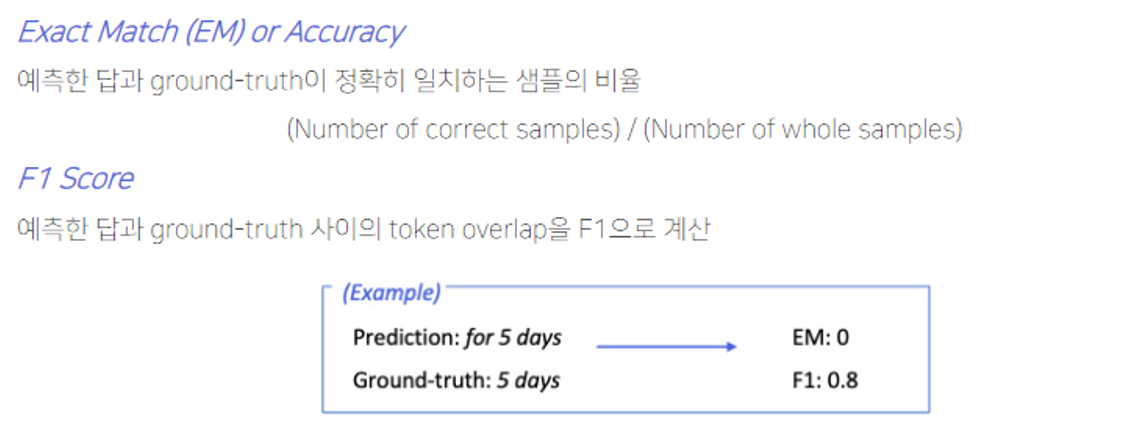 Exact Match (EM) or Accuracy
예측한 답과 ground-truth이 정확히 일치하는 샘플의 비율
(Number of correct samples) / (Number of whole samples)
F1 Score
예측한 답과 ground-truth 사이의 token overlap을 F1으로 계산
(Example)
Prediction: for 5 days EM: 0
Ground-truth: 5 days F1: 0.8